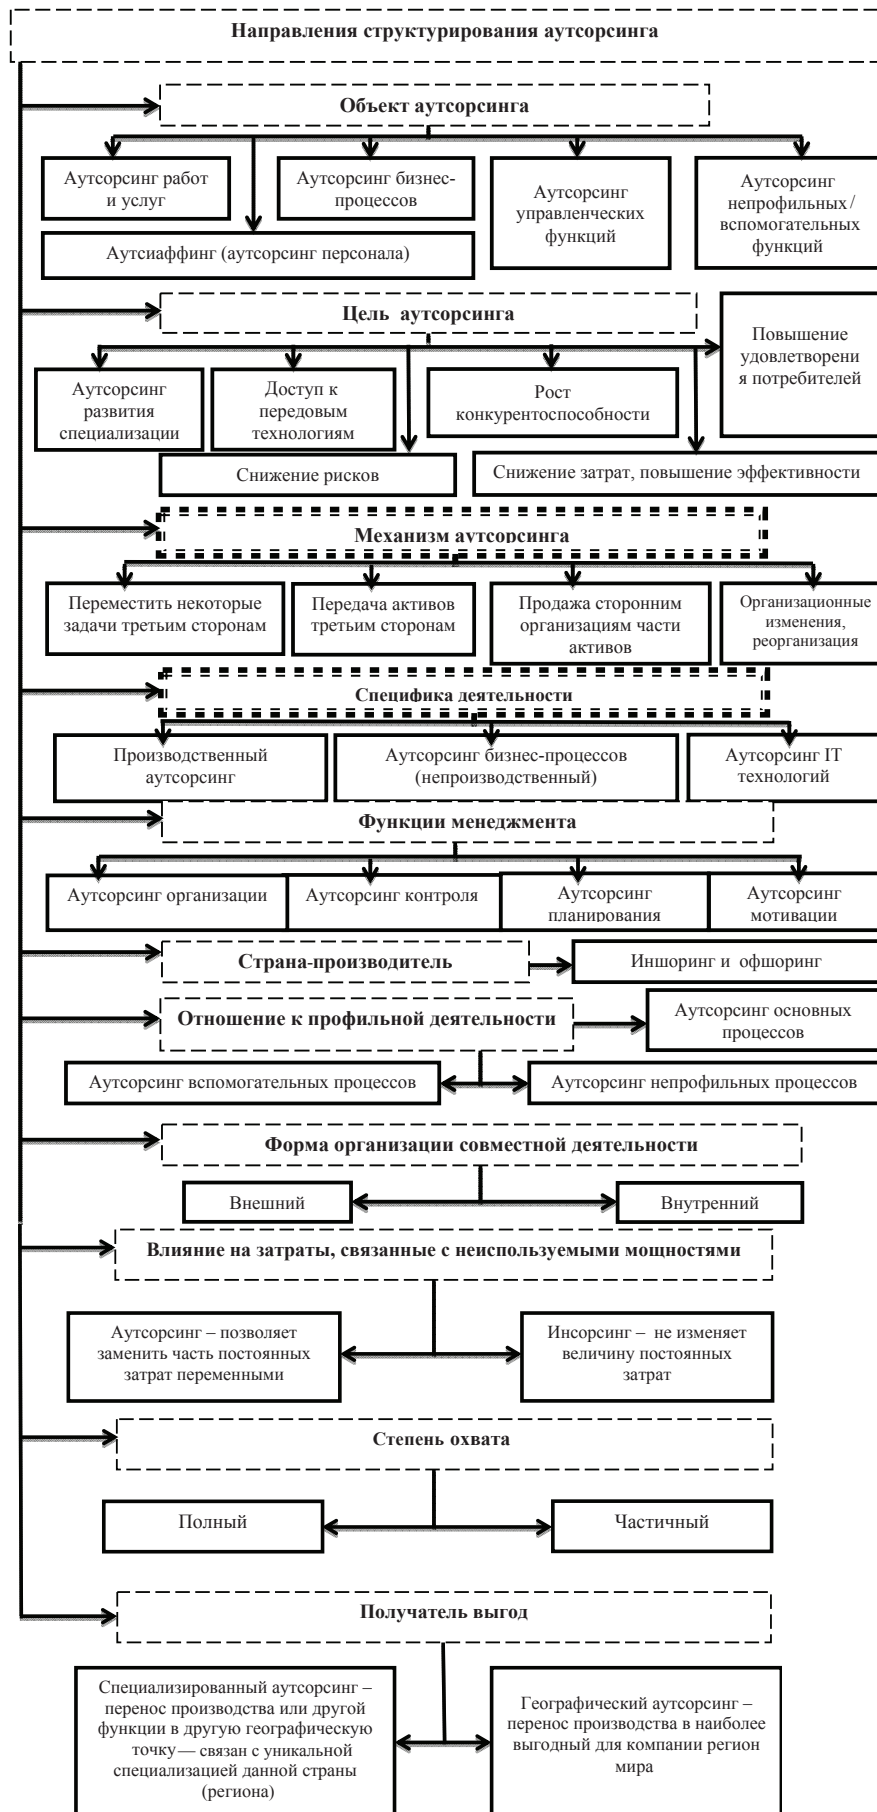 Направления структурирования аутсорсинга
Объект аутсорсинга
Аутсорсинг работ
и услуг
Аутсорсинг бизнес-
процессов
Аутсорсинг
управленческих
функций
Аутсорсинг
непрофильных /
вспомогательных
функций
Аутсиаффинг (аутсорсинг персонала)
Цель аутсорсинга
Повышение
удовлетворени
я потребителей
Аутсорсинг
развития
специализации
Доступ к
передовым
технологиям
Рост
конкурентоспособности
Снижение рисков
Снижение затрат, повышение эффективности
Механизм аутсорсинга
Переместить некоторые
задачи третьим сторонам
Передача активов
третьим сторонам
Продажа сторонним
организациям части
активов
Организационные
изменения,
реорганизация
Специфика деятельности
Производственный
аутсорсинг
Аутсорсинг бизнес-процессов
(непроизводственный)
Аутсорсинг IT
технологий
Функции менеджмента
Аутсорсинг организации
Аутсорсинг контроля
Аутсорсинг
планирования
Аутсорсинг
мотивации
Страна-производитель
Иншоринг и офшоринг
Отношение к профильной деятельности
Аутсорсинг основных
процессов
Аутсорсинг вспомогательных процессов
Аутсорсинг непрофильных процессов
Форма организации совместной деятельности
Внешний
Внутренний
Влияние на затраты, связанные с неиспользуемыми мощностями
Аутсорсинг – позволяет
заменить часть постоянных
затрат переменными
Инсорсинг – не изменяет
величину постоянных
затрат
Степень охвата
Полный
Частичный
Получатель выгод
Специализированный аутсорсинг –
перенос производства или другой
функции в другую географическую
точку— связан с уникальной
специализацией данной страны
(региона)
Географический аутсорсинг –
перенос производства в наиболее
выгодный для компании регион
мира